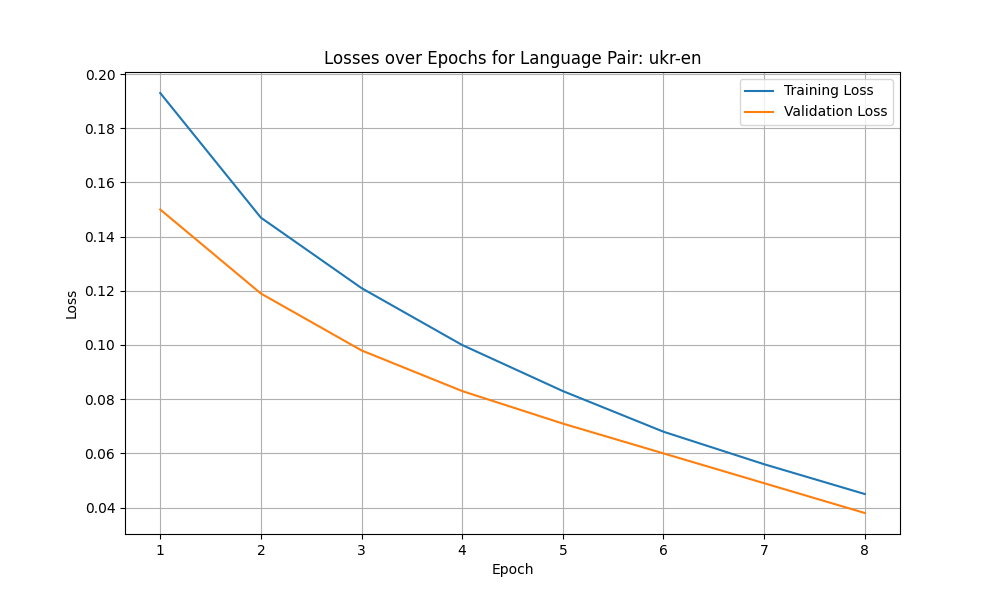 Losses over Epochs for Language Pair: ukr-en
Training Loss
Validation Loss
0.20
0.18
0.16
0.14
0.12
0.10
0.08
0.06
0.04
Loss
1 2 3 4 5 6 7 8
Epoch